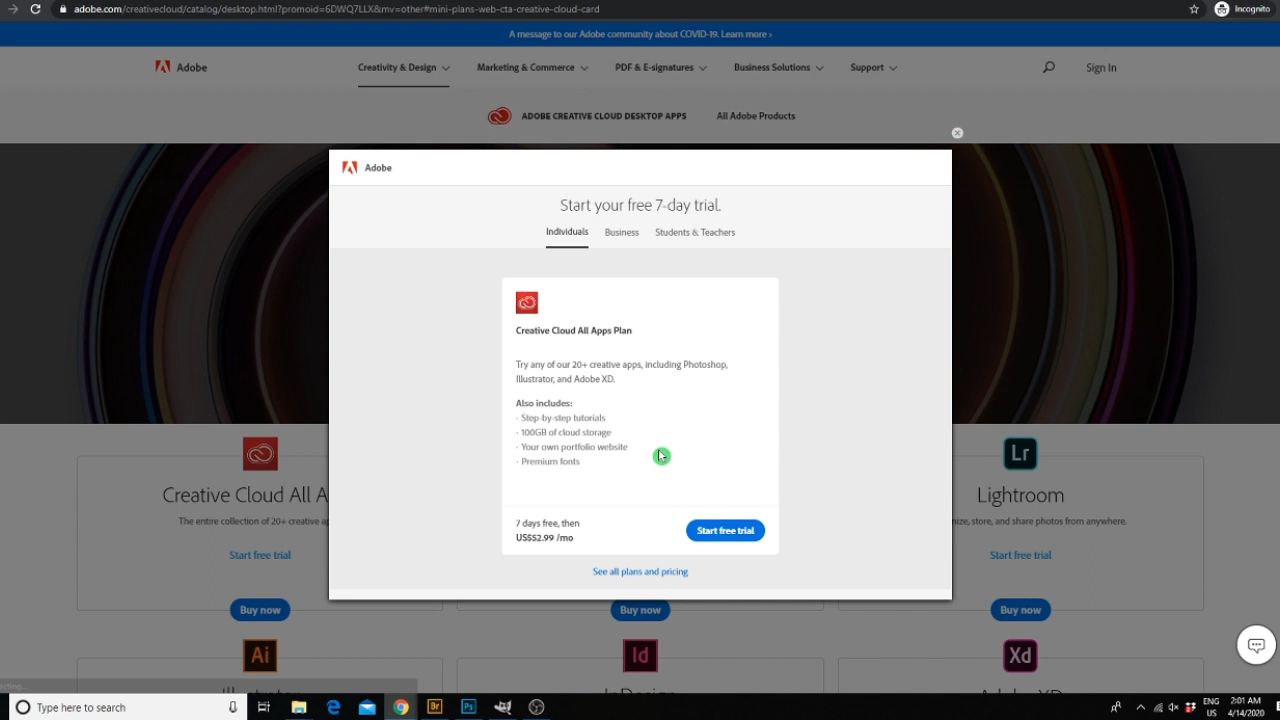 adobe.com/creativecloud/catalog/desktop.html?promoid=6DWQ7LLX&mv=other#mini-plans-web-cta-creative-cloud-card
Incognito
A message to our Adobe community about COVID-19. Learn more ›
Adobe
Creativity & Design
Marketing & Commerce
PDF & E-signatures
Business Solutions
Support
Sign In
ADOBE CREATIVE CLOUD DESKTOP APPS
All Adobe Products
Adobe
Start your free 7-day trial.
Individuals
Business
Students & Teachers
Creative Cloud All Apps Plan
Try any of our 20+ creative apps, including Photoshop,
Illustrator, and Adobe XD.
Also includes:
· Step-by-step tutorials
· 100GB of cloud storage
· Your own portfolio website
· Premium fonts
7 days free, then
US$52.99 /mo
Start free trial
See all plans and pricing
Creative Cloud All A
The entire collection of 20+ creative
Start free trial
Buy now
Buy now
Lr
Lightroom
store, and share photos from anywhere.
Start free trial
Buy now
Ai
Illustrator
Id
InDesign
Xd
Adobe XD
Type here to search
Br
Ps
ENG
US
2:01 AM
4/14/2020